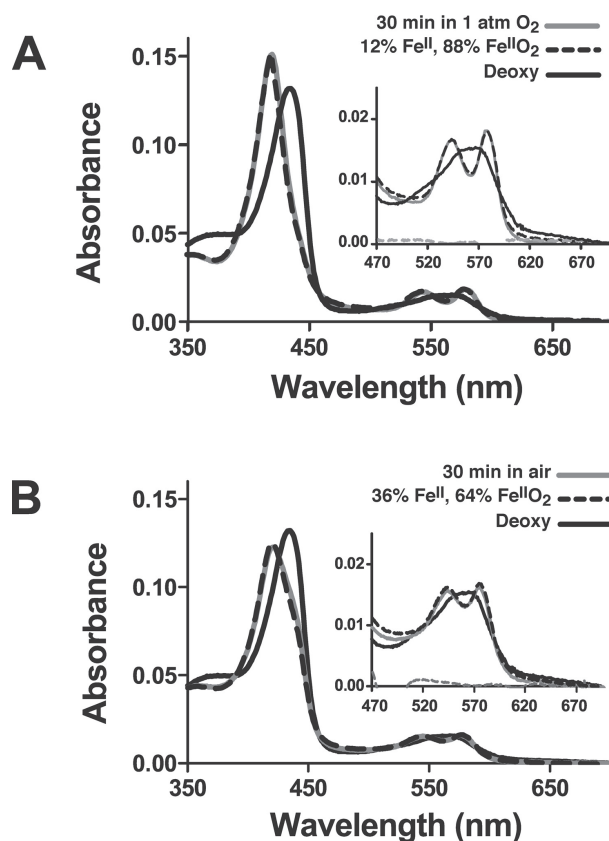 A
30 min in 1 atm O₂
12% Feᴵᴵ, 88% FeᴵᴵO₂
Deoxy
Absorbance
0.15
0.10
0.05
0.00
0.02
0.01
0.00
470 520 570 620 670
350 450 550 650
Wavelength (nm)
B
30 min in air
36% Feᴵᴵ, 64% FeᴵᴵO₂
Deoxy
Absorbance
0.15
0.10
0.05
0.00
0.02
0.01
0.00
470 520 570 620 670
350 450 550 650
Wavelength (nm)